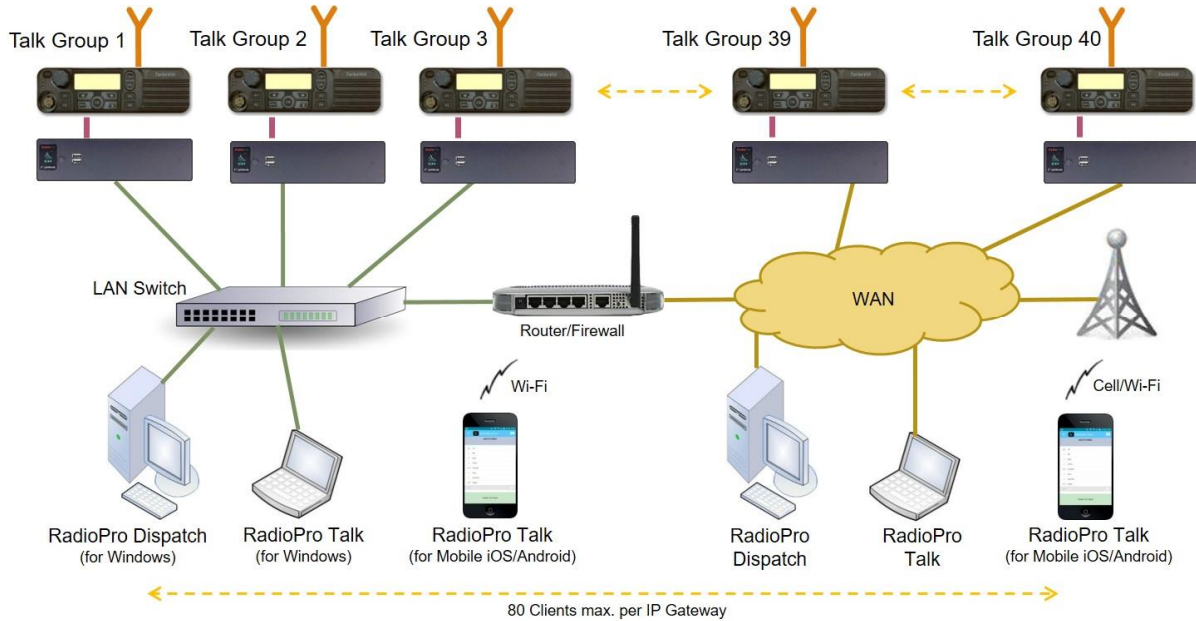 Talk Group 1
Talk Group 2
Talk Group 3
Talk Group 39
Talk Group 40
LAN Switch
Router/Firewall
WAN
Wi-Fi
Cell/Wi-Fi
RadioPro Dispatch
(for Windows)
RadioPro Talk
(for Windows)
RadioPro Talk
(for Mobile iOS/Android)
RadioPro
Dispatch
RadioPro
Talk
RadioPro Talk
(for Mobile iOS/Android)
80 Clients max. per IP Gateway